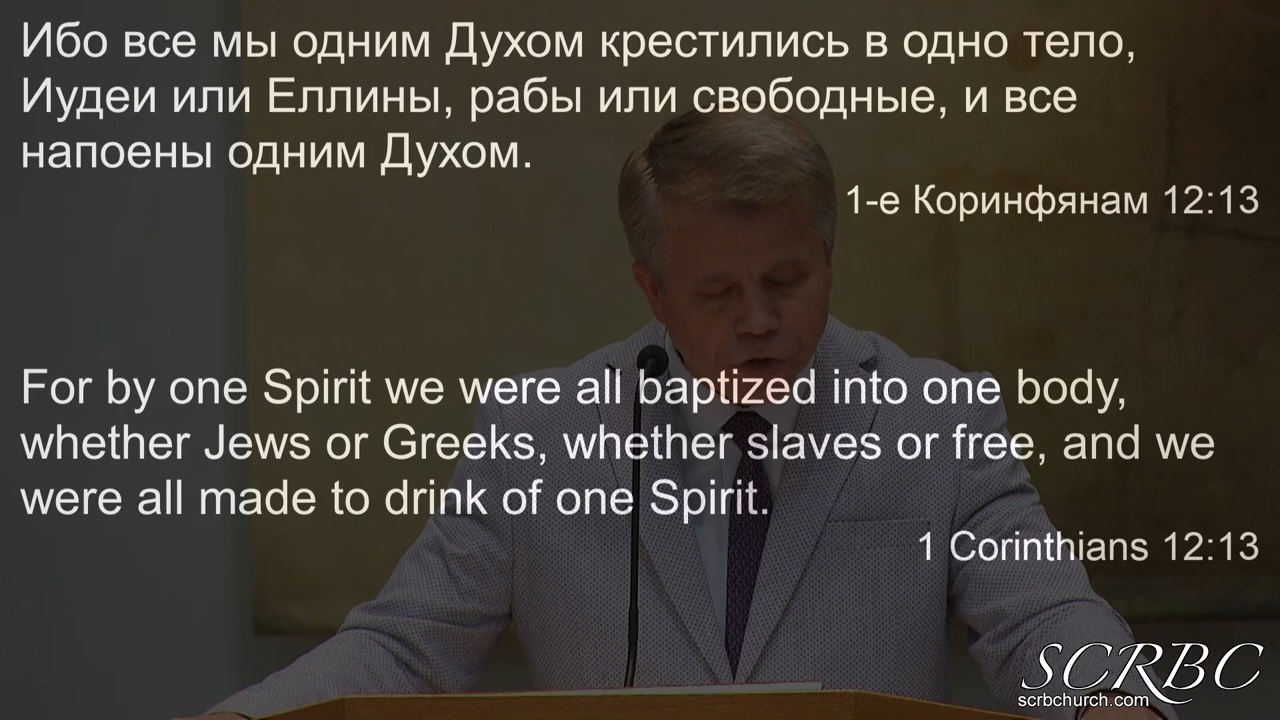 Ибо все мы одним Духом крестились в одно тело,
Иудеи или Еллины, рабы или свободные, и все
напоены одним Духом.
1-е Коринфянам 12:13
For by one Spirit we were all baptized into one body,
whether Jews or Greeks, whether slaves or free, and we
were all made to drink of one Spirit.
1 Corinthians 12:13
SCRBC
scrbchurch.com